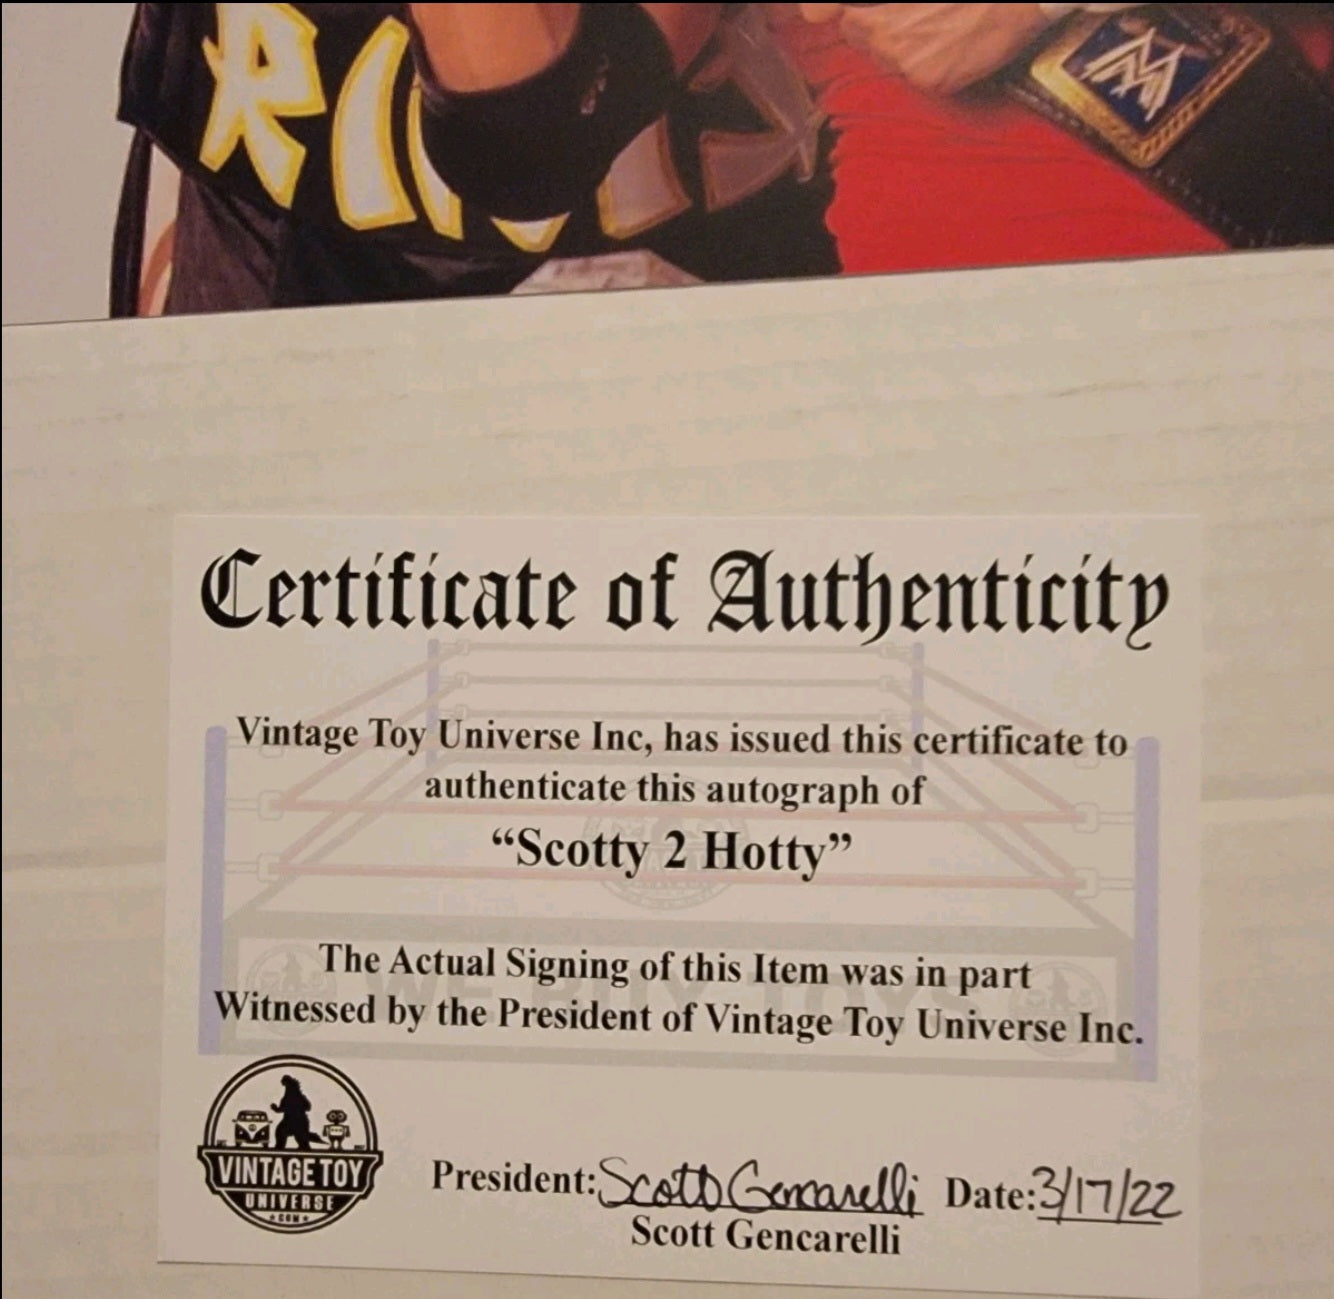 Certificate of Authenticity
Vintage Toy Universe Inc, has issued this certificate to
authenticate this autograph of
“Scotty 2 Hotty”
The Actual Signing of this Item was in part
Witnessed by the President of Vintage Toy Universe Inc.
VINTAGE TOY
UNIVERSE
.COM
President: Scott Gencarelli Date: 3/17/22
Scott Gencarelli